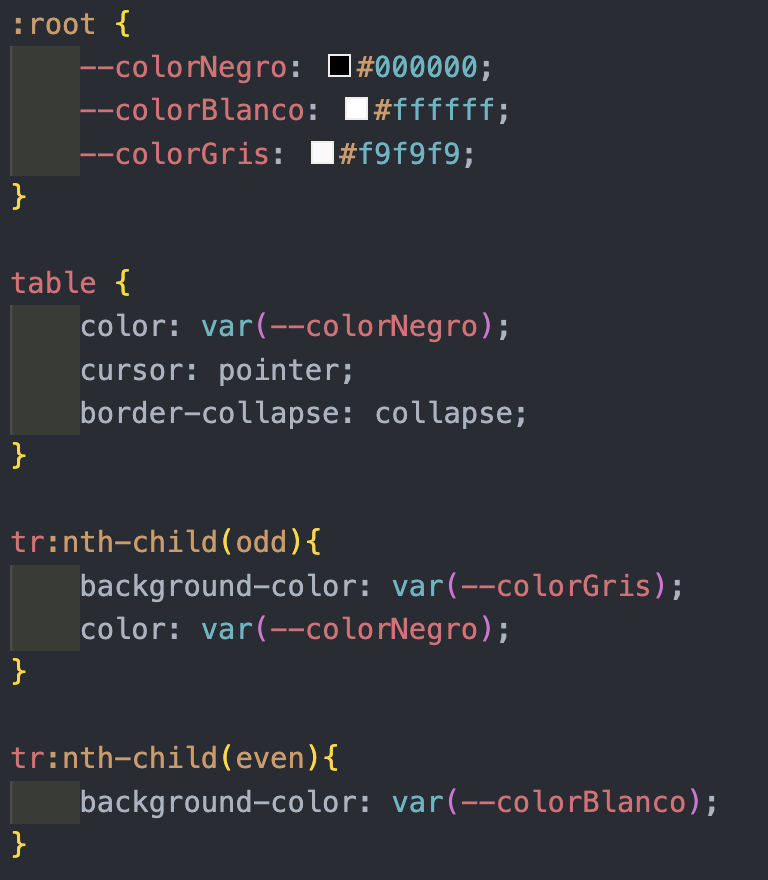 :root {
--colorNegro: #000000;
--colorBlanco: #ffffff;
--colorGris: #f9f9f9;
}
table {
color: var(--colorNegro);
cursor: pointer;
border-collapse: collapse;
}
tr:nth-child(odd){
background-color: var(--colorGris);
color: var(--colorNegro);
}
tr:nth-child(even){
background-color: var(--colorBlanco);
}